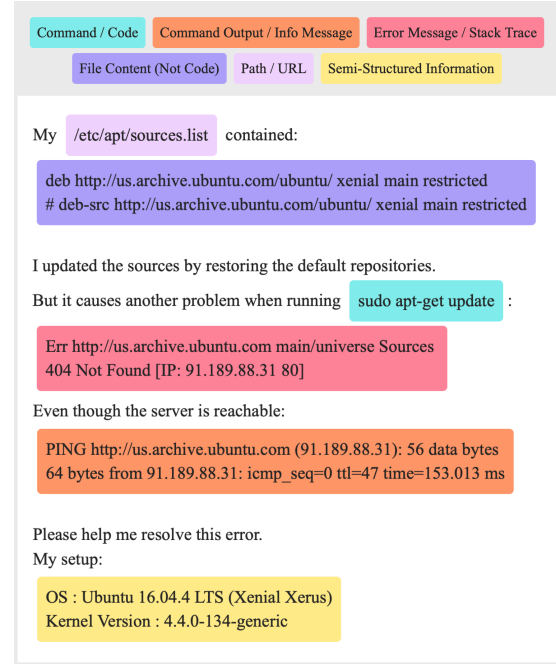 Command / Code Command Output / Info Message Error Message / Stack Trace
File Content (Not Code) Path / URL Semi-Structured Information
My /etc/apt/sources.list contained:
deb http://us.archive.ubuntu.com/ubuntu/ xenial main restricted
# deb-src http://us.archive.ubuntu.com/ubuntu/ xenial main restricted
I updated the sources by restoring the default repositories.
But it causes another problem when running sudo apt-get update :
Err http://us.archive.ubuntu.com main/universe Sources
404 Not Found [IP: 91.189.88.31 80]
Even though the server is reachable:
PING http://us.archive.ubuntu.com (91.189.88.31): 56 data bytes
64 bytes from 91.189.88.31: icmp_seq=0 ttl=47 time=153.013 ms
Please help me resolve this error.
My setup:
OS : Ubuntu 16.04.4 LTS (Xenial Xerus)
Kernel Version : 4.4.0-134-generic